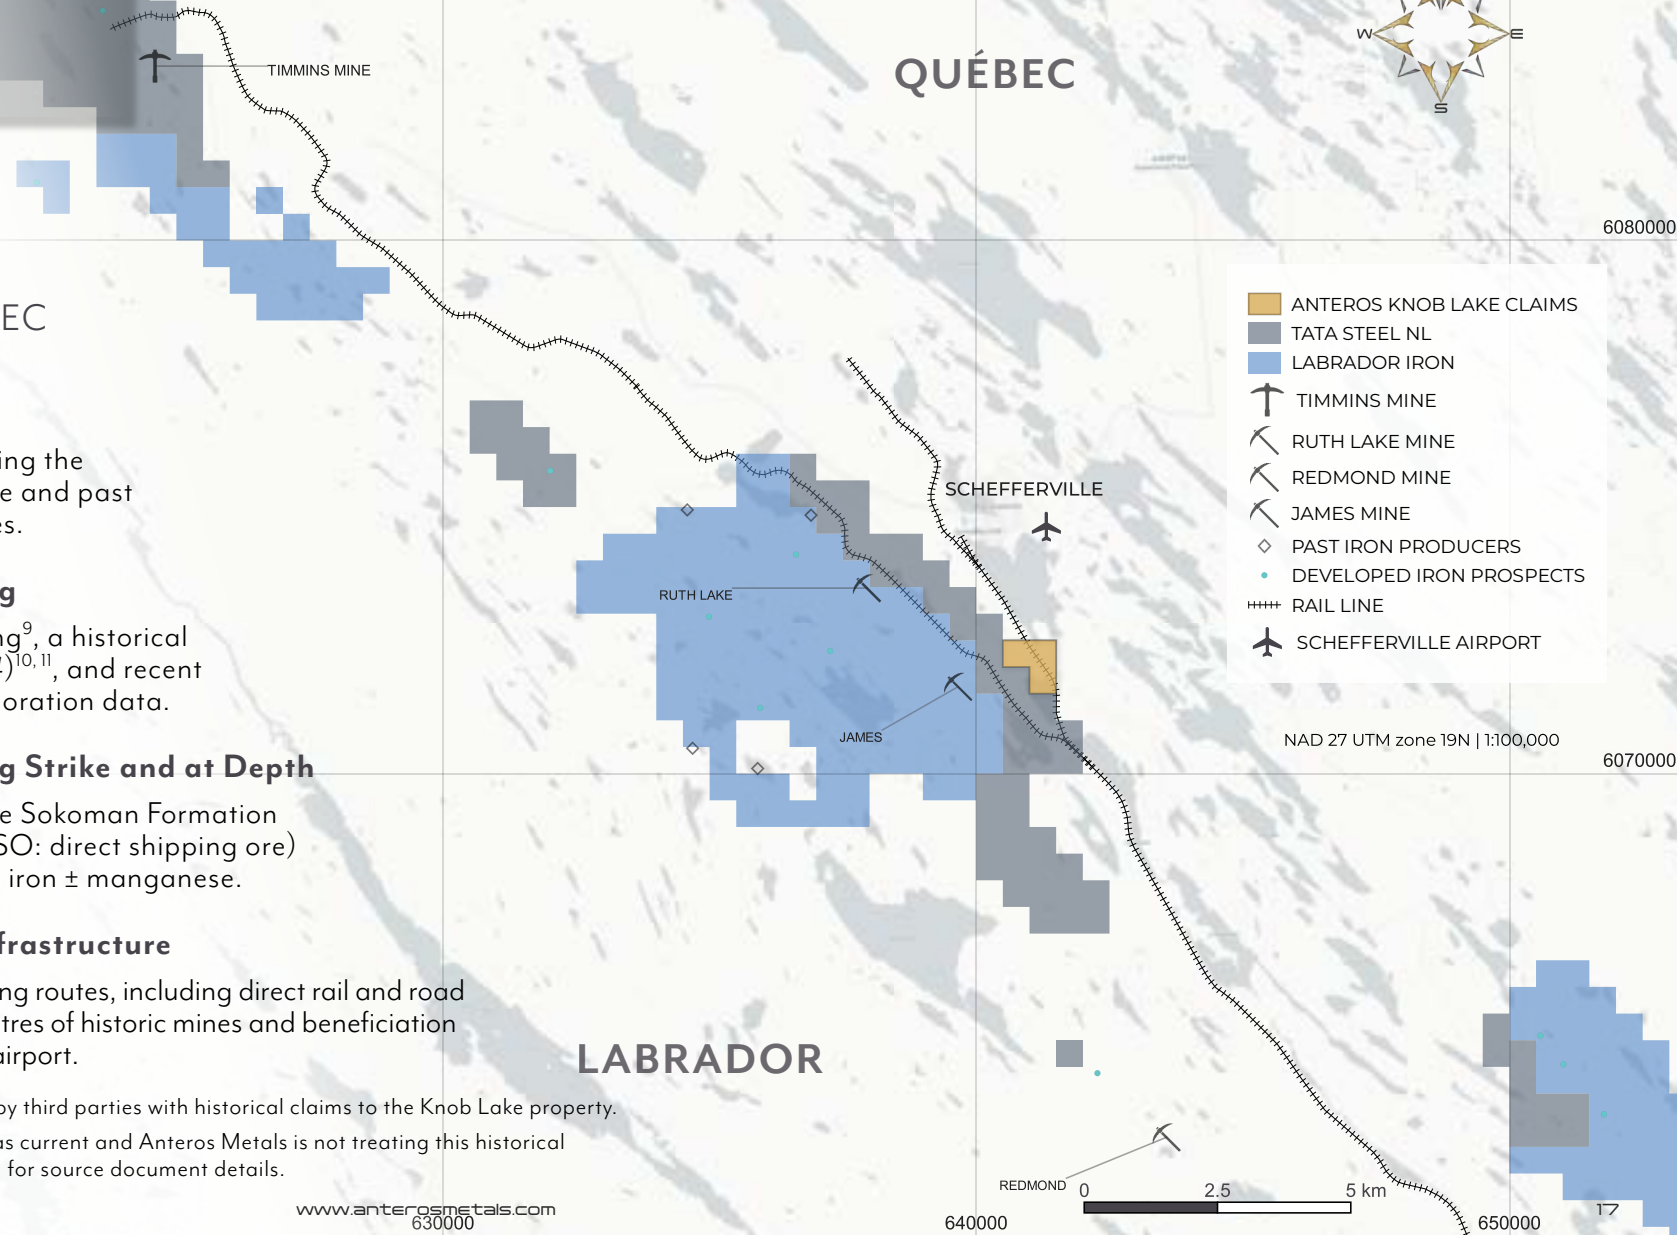 W
E
S
QUÉBEC
TIMMINS MINE
6080000
EC
ANTEROS KNOB LAKE CLAIMS
TATA STEEL NL
LABRADOR IRON
TIMMINS MINE
RUTH LAKE MINE
REDMOND MINE
JAMES MINE
PAST IRON PRODUCERS
DEVELOPED IRON PROSPECTS
RAIL LINE
SCHEFFERVILLE AIRPORT
SCHEFFERVILLE
RUTH LAKE
JAMES
NAD 27 UTM zone 19N | 1:100,000
6070000
ing the
e and past
es.
g
ng9, a historical
)10, 11, and recent
oration data.
g Strike and at Depth
e Sokoman Formation
SO: direct shipping ore)
iron ± manganese.
frastructure
ng routes, including direct rail and road
tres of historic mines and beneficiation
airport.
LABRADOR
by third parties with historical claims to the Knob Lake property.
as current and Anteros Metals is not treating this historical
for source document details.
REDMOND
0 2.5 5 km
www.anterosmetals.com
17
630000
640000
650000